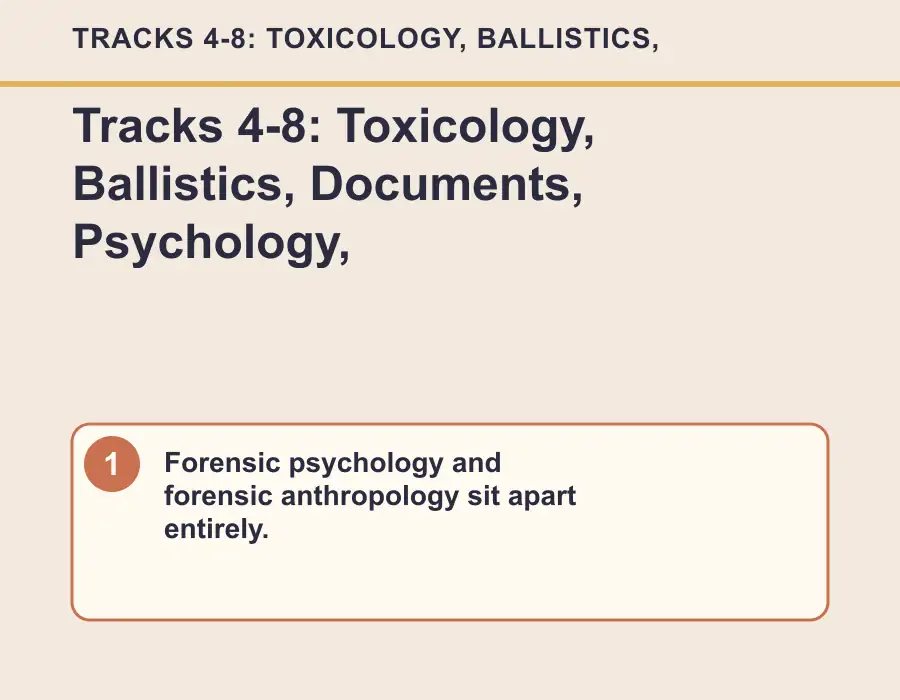 TRACKS 4-8: TOXICOLOGY, BALLISTICS,
Tracks 4-8: Toxicology,
Ballistics, Documents,
Psychology,
1
Forensic psychology and
forensic anthropology sit apart
entirely.